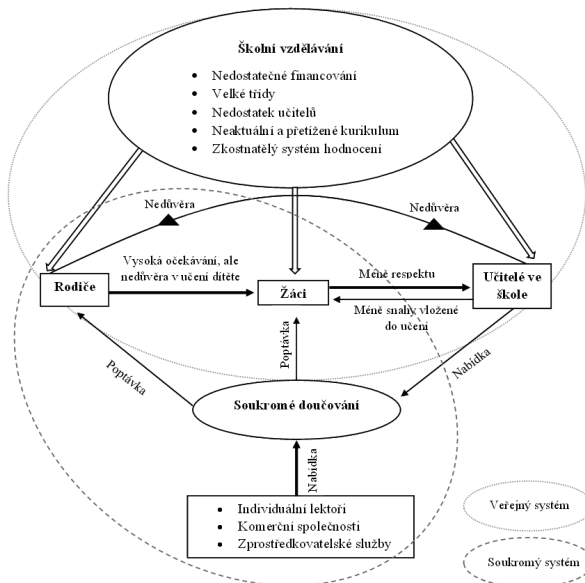 Školní vzdělávání
Nedostatečné financování
Velké třídy
Nedostatek učitelů
Neaktuální a přetížené kurikulum
Zkostnatělý systém hodnocení
Nedůvěra
Nedůvěra
Vysoká očekávání, ale
nedůvěra v učení dítěte
Méně respektu
Rodiče
Žáci
Učitelé ve
škole
Méně snahy vložené
do učení
Poptávka
Poptávka
Nabídka
Soukromé doučování
Nabídka
Individuální lektoři
Komerční společnosti
Zprostředkovatelské služby
Veřejný systém
Soukromý systém